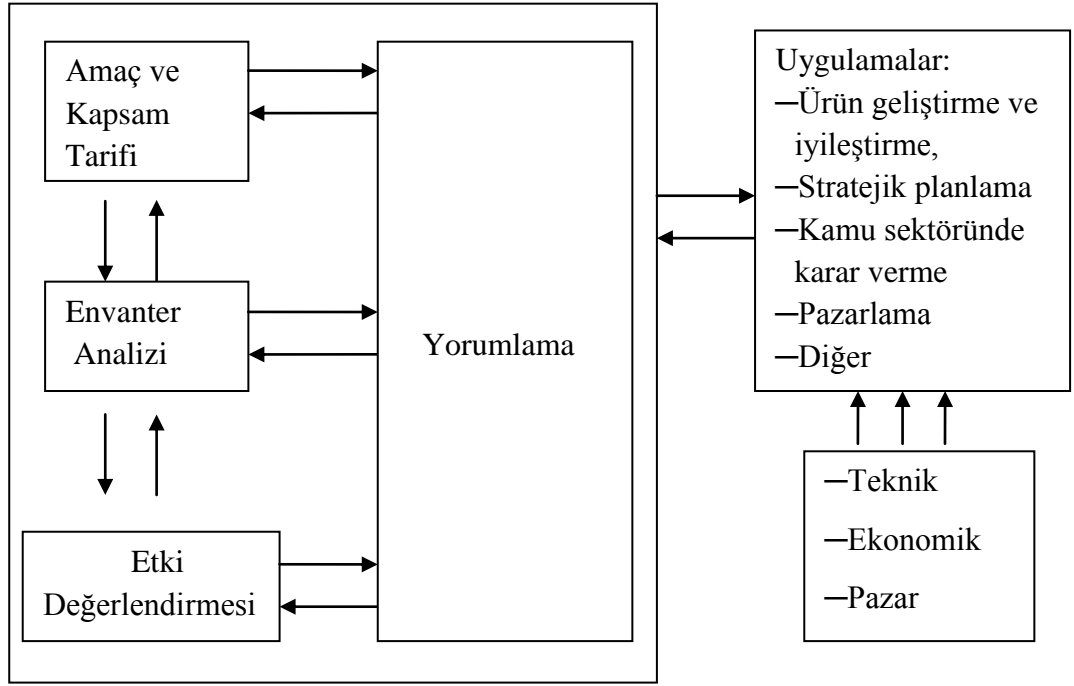 Amaç ve
Kapsam
Tarifi
Envanter
Analizi
Etki
Değerlendirmesi
Yorumlama
Uygulamalar:
─Ürün geliştirme ve
iyileştirme,
─Stratejik planlama
─Kamu sektöründe
karar verme
─Pazarlama
─Diğer
─Teknik
─Ekonomik
─Pazar